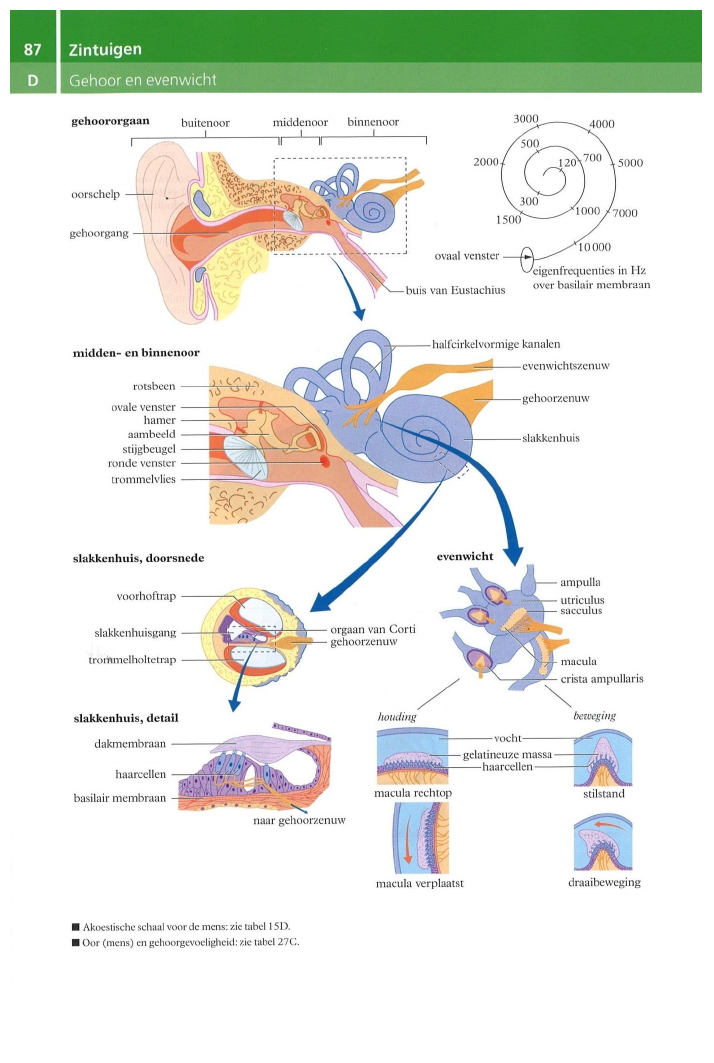 87 Zintuigen
D Gehoor en evenwicht
gehoororgaan
buitenoor
middenoor
binnenoor
oorschelp
gehoorgang
buis van Eustachius
3000
4000
500
2000
120
700
5000
300
1500
1000
7000
10 000
ovaal venster
eigenfrequenties in Hz
over basilair membraan
midden- en binnenoor
halfcirkelvormige kanalen
evenwichtszenuw
gehoorzenuw
slakkenhuis
rotsbeen
ovale venster
hamer
aambeeld
stijgbeugel
ronde venster
trommelvlies
slakkenhuis, doorsnede
voorhoftrap
slakkenhuisgang
trommelholtetrap
orgaan van Corti
gehoorzenuw
evenwicht
ampulla
utriculus
sacculus
macula
crista ampullaris
slakkenhuis, detail
dakmembraan
haarcellen
basilair membraan
naar gehoorzenuw
houding
beweging
vocht
gelatineuze massa
haarcellen
macula rechtop
stilstand
macula verplaatst
draaibeweging
■ Akoestische schaal voor de mens: zie tabel 15D.
■ Oor (mens) en gehoorgevoeligheid: zie tabel 27C.